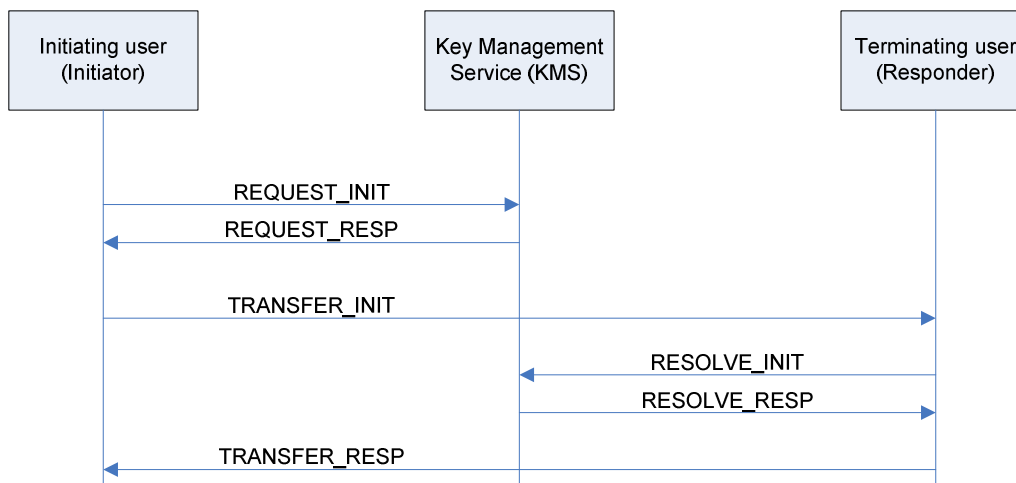 Initiating user
(Initiator)
Key Management
Service (KMS)
Terminating user
(Responder)
REQUEST_INIT
REQUEST_RESP
TRANSFER_INIT
RESOLVE_INIT
RESOLVE_RESP
TRANSFER_RESP